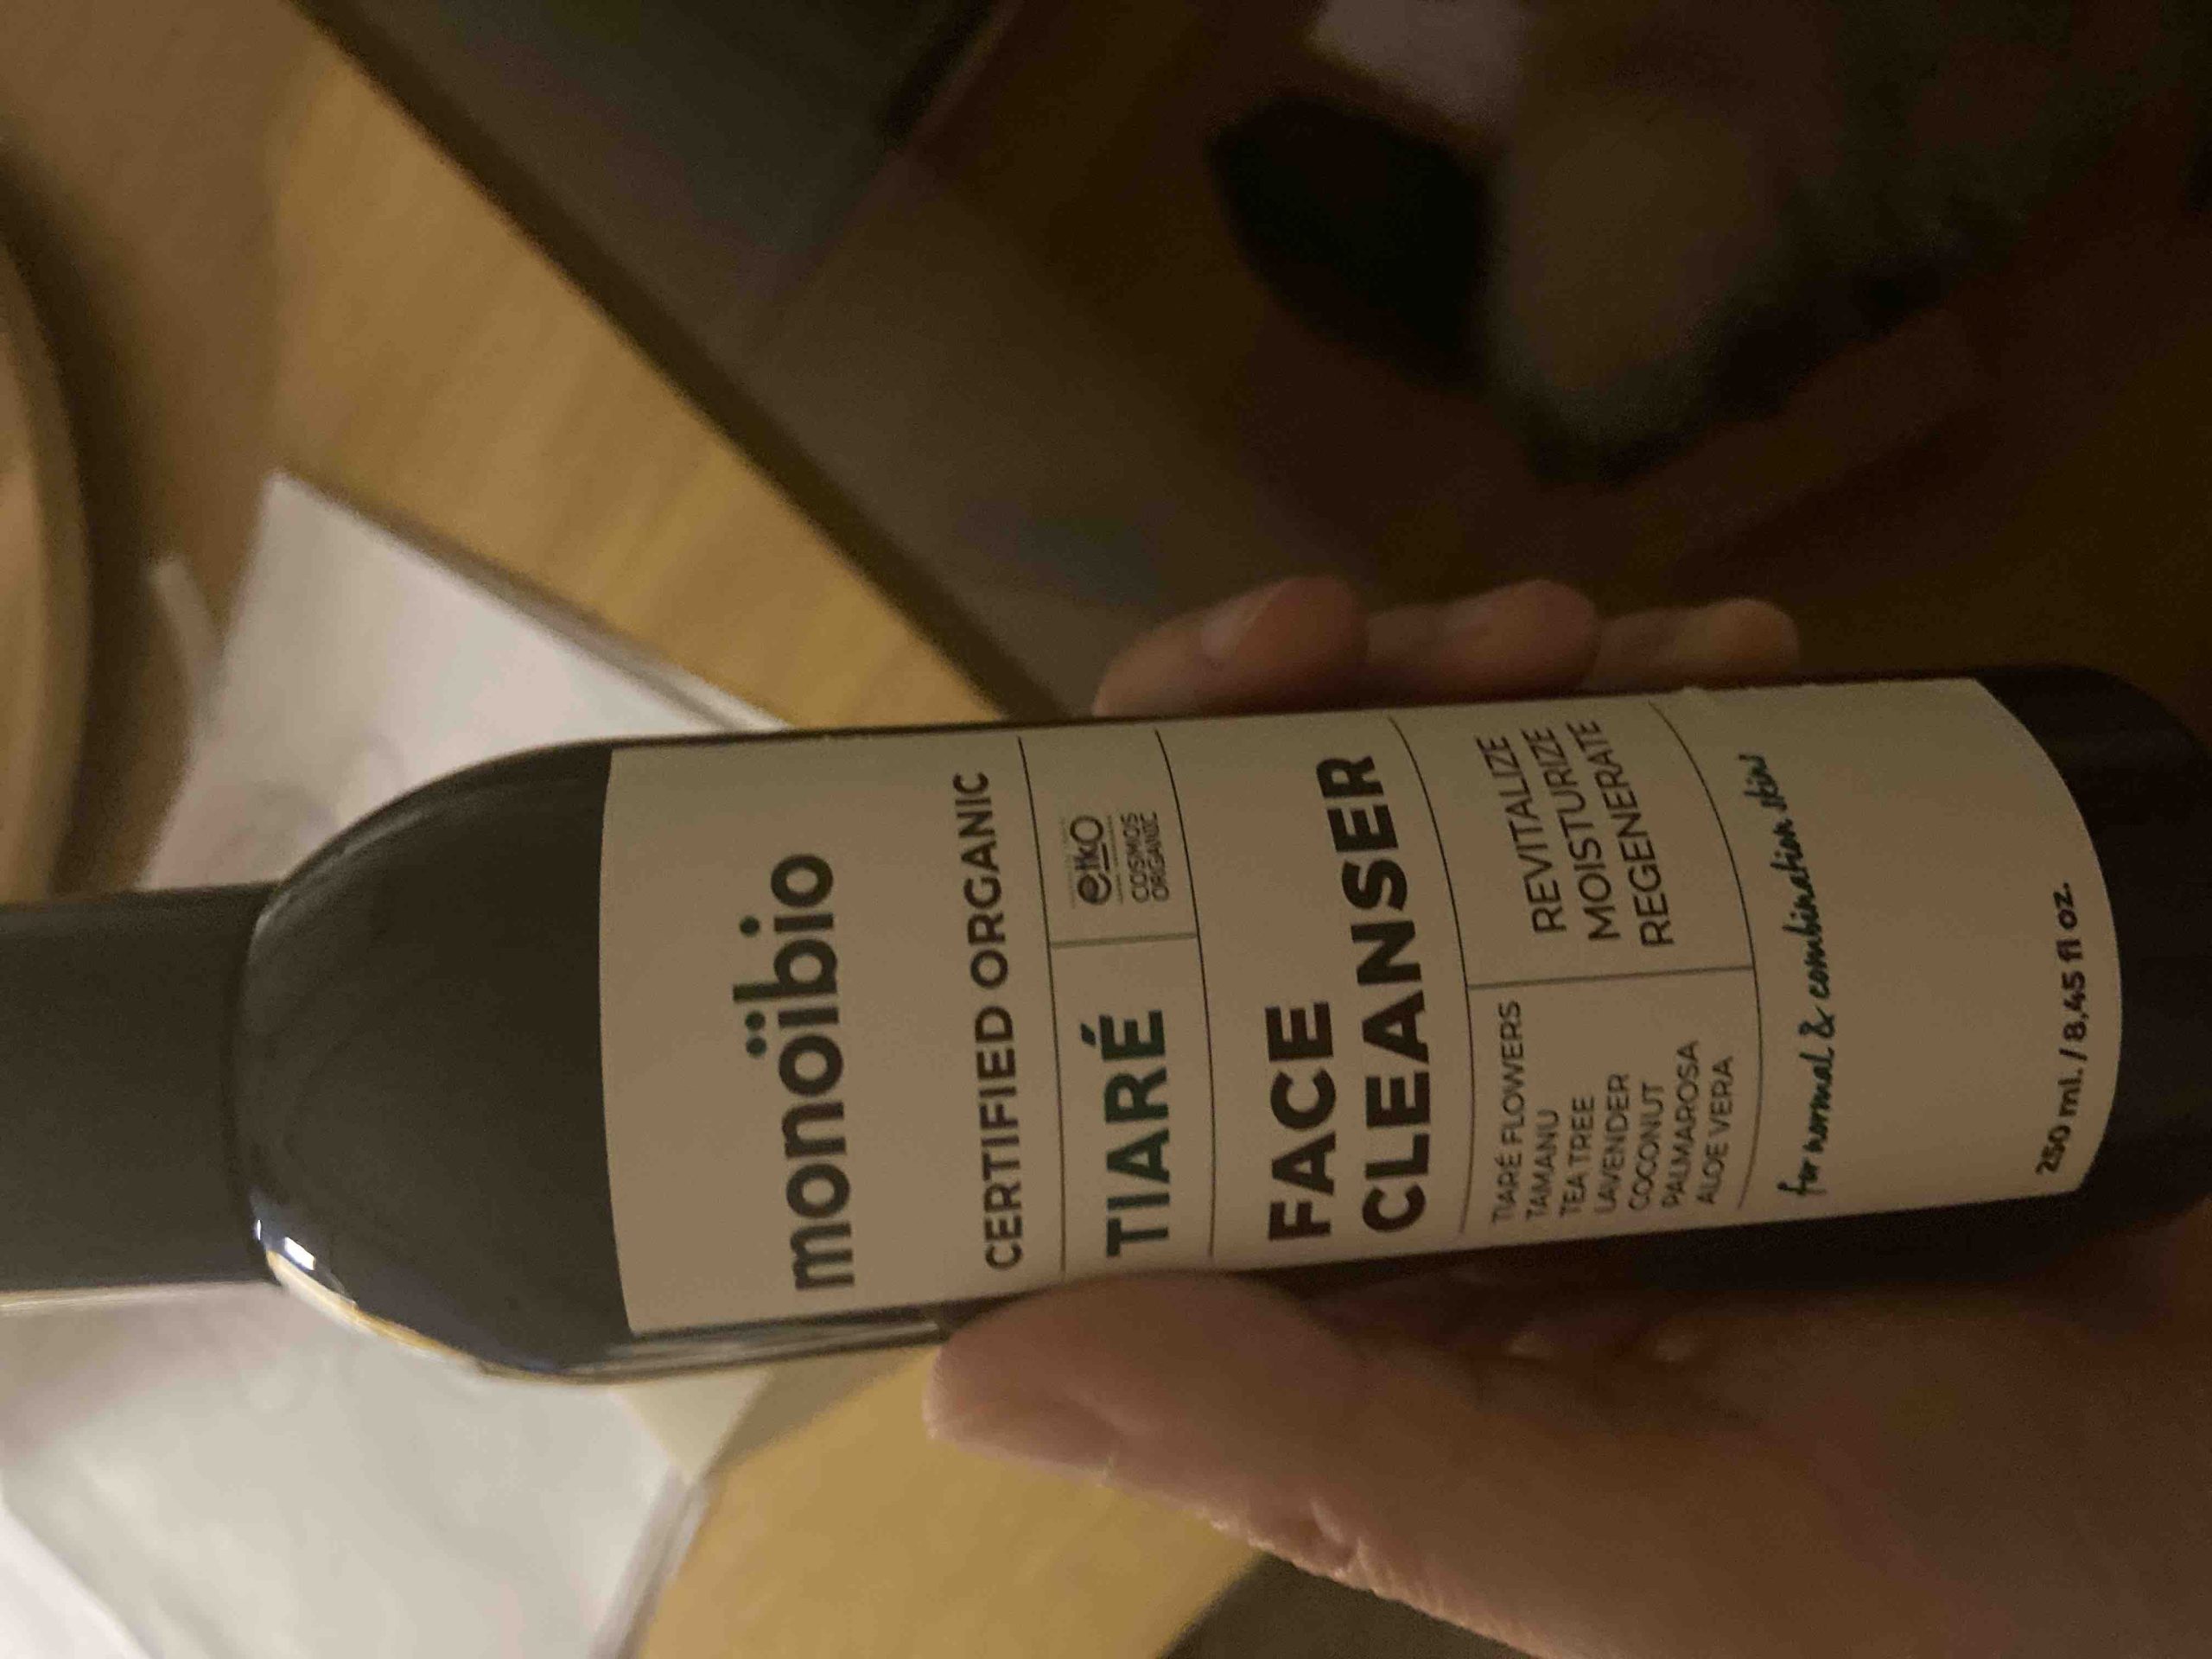 monoïbio
CERTIFIED ORGANIC
TIARÉ
etko
COSMOS
ORGANIC
FACE
CLEANSER
TIARÉ FLOWERS
TAMANU
TEA TREE
LAVENDER
COCONUT
PALMAROSA
ALOE VERA
REVITALIZE
MOISTURIZE
REGENERATE
for normal & combination skin
250 ml. / 8,45 fl oz.